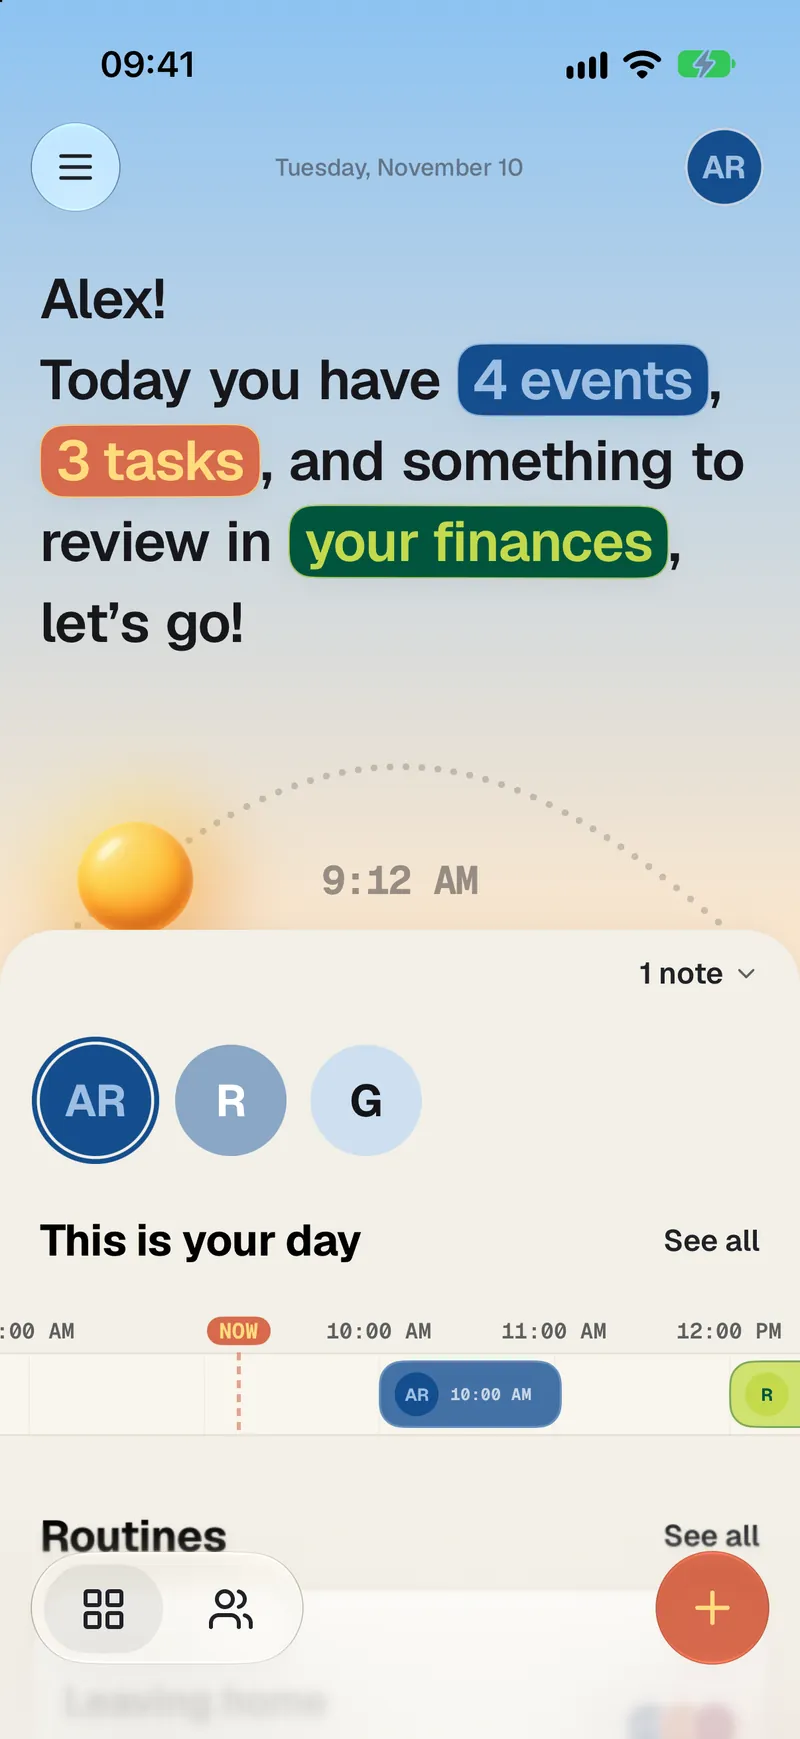 09:41
Tuesday, November 10
AR
Alex!
Today you have 4 events,
3 tasks, and something to
review in your finances,
let’s go!
9:12 AM
1 note
AR R G
This is your day
See all
:00 AM NOW 10:00 AM 11:00 AM 12:00 PM
AR 10:00 AM R
Routines
See all
Leaving home